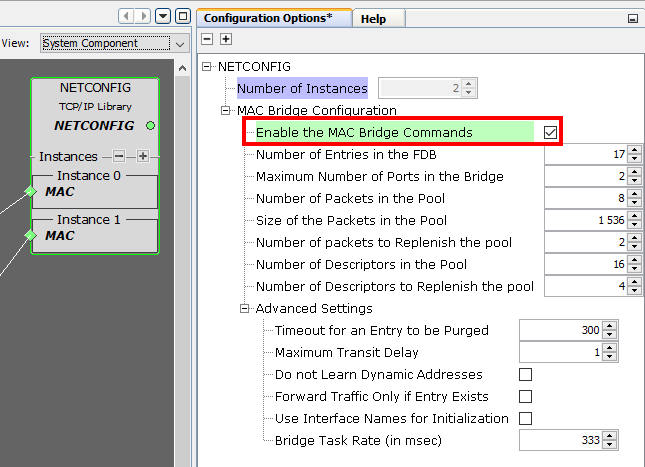 Configuration Options*
Help
View: System Component
NETCONFIG
TCP/IP Library
NETCONFIG
Instances
Instance 0
MAC
Instance 1
MAC
NETCONFIG
Number of Instances 2
MAC Bridge Configuration
Enable the MAC Bridge Commands
Number of Entries in the FDB 17
Maximum Number of Ports in the Bridge 2
Number of Packets in the Pool 8
Size of the Packets in the Pool 1 536
Number of packets to Replenish the pool 2
Number of Descriptors in the Pool 16
Number of Descriptors to Replenish the pool 4
Advanced Settings
Timeout for an Entry to be Purged 300
Maximum Transit Delay 1
Do not Learn Dynamic Addresses
Forward Traffic Only if Entry Exists
Use Interface Names for Initialization
Bridge Task Rate (in msec) 333